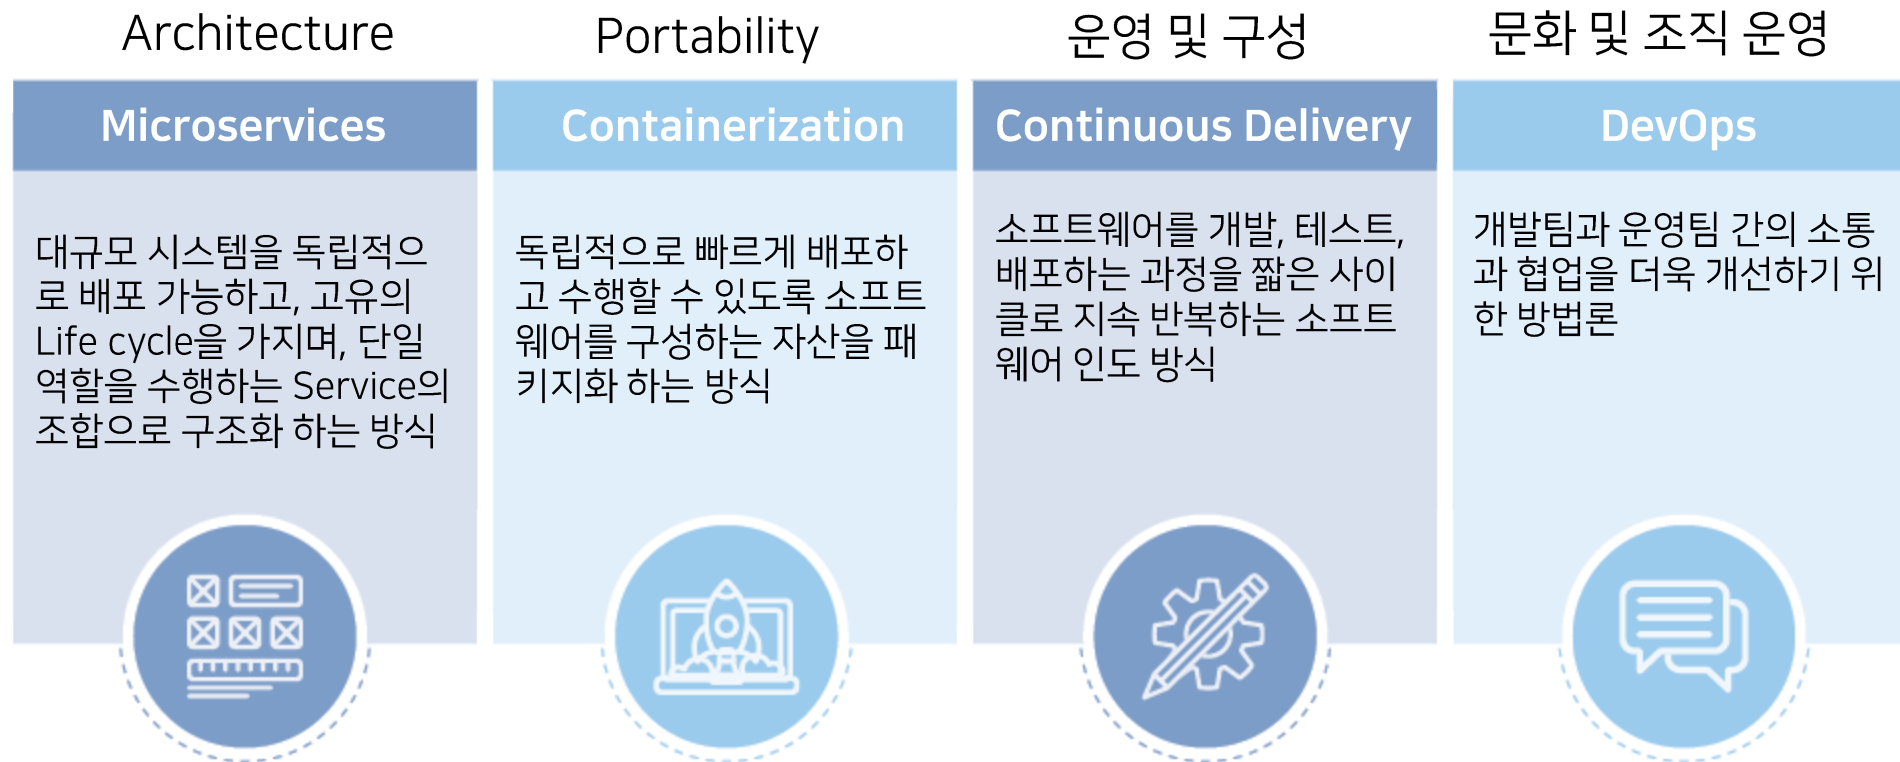 Architecture
Microservices
대규모 시스템을 독립적으
로 배포 가능하고, 고유의
Life cycle을 가지며, 단일
역할을 수행하는 Service의
조합으로 구조화 하는 방식
Portability
Containerization
독립적으로 빠르게 배포하
고 수행할 수 있도록 소프트
웨어를 구성하는 자산을 패
키지화 하는 방식
운영 및 구성
Continuous Delivery
소프트웨어를 개발, 테스트,
배포하는 과정을 짧은 사이
클로 지속 반복하는 소프트
웨어 인도 방식
문화 및 조직 운영
DevOps
개발팀과 운영팀 간의 소통
과 협업을 더욱 개선하기 위
한 방법론